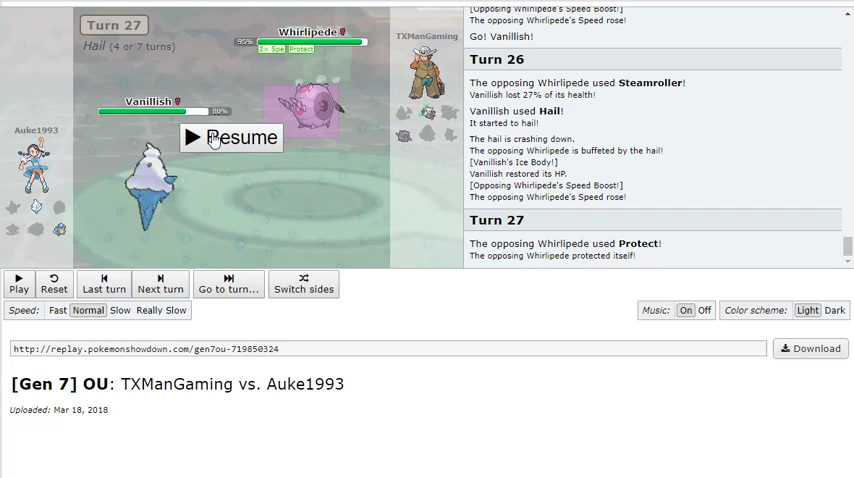 [Opposing Whirlipede's Speed Boost!]
The opposing Whirlipede's Speed rose!
Go! Vanillish!
Turn 26
The opposing Whirlipede used Steamroller!
Vanillish lost 27% of its health!
Vanillish used Hail!
It started to hail!
The hail is crashing down.
The opposing Whirlipede is buffeted by the hail!
[Vanillish's Ice Body!]
Vanillish restored its HP.
[Opposing Whirlipede's Speed Boost!]
The opposing Whirlipede's Speed rose!
Turn 27
The opposing Whirlipede used Protect!
The opposing Whirlipede protected itself!
Turn 27
Hail (4 or 7 turns)
Whirlipede
95%
2× Spe Protect
TXManGaming
Vanillish
80%
Auke1993
Resume
Play
Reset
Last turn
Next turn
Go to turn...
Switch sides
Speed: Fast Normal Slow Really Slow
Music: On Off
Color scheme: Light Dark
http://replay.pokemonshowdown.com/gen7ou-719850324
Download
[Gen 7] OU: TXManGaming vs. Auke1993
Uploaded: Mar 18, 2018